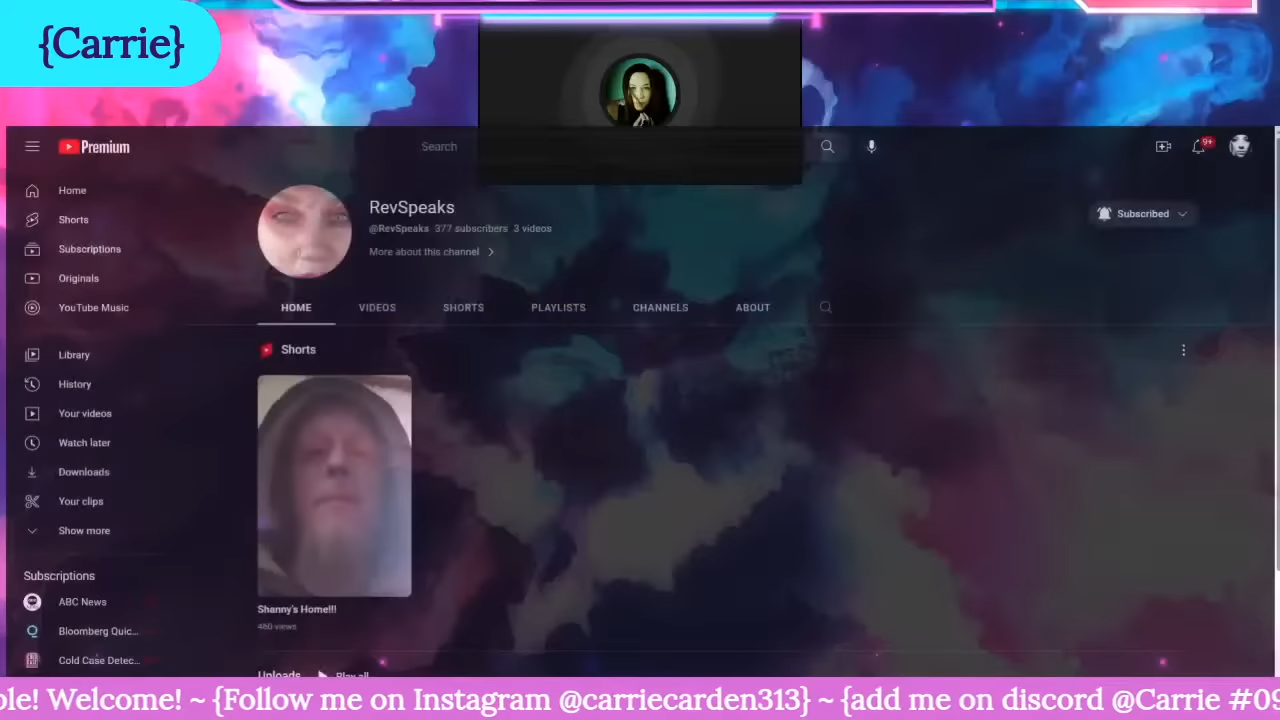 {Carrie}
Premium
Search
9+
Home
Shorts
Subscriptions
Originals
YouTube Music
Library
History
Your videos
Watch later
Downloads
Your clips
Show more
Subscriptions
ABC News
Bloomberg Quic...
Cold Case Detec...
RevSpeaks
@RevSpeaks 377 subscribers 3 videos
More about this channel
Subscribed
HOME VIDEOS SHORTS PLAYLISTS CHANNELS ABOUT
Shorts
Shanny's Home!!!
460 views
Uploads Play all
ole! Welcome! ~ {Follow me on Instagram @carriecarden313} ~ {add me on discord @Carrie #09